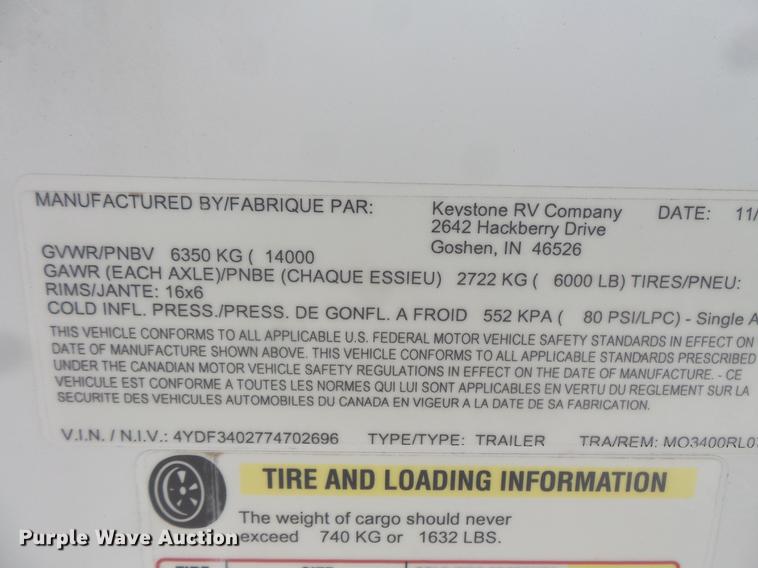 MANUFACTURED BY/FABRIQUE PAR: Keystone RV Company DATE: 11/
2642 Hackberry Drive
Goshen, IN 46526
GVWR/PNBV 6350 KG ( 14000
GAWR (EACH AXLE)/PNBE (CHAQUE ESSIEU) 2722 KG ( 6000 LB) TIRES/PNEU:
RIMS/JANTE: 16x6
COLD INFL. PRESS./PRESS. DE GONFL. A FROID 552 KPA ( 80 PSI/LPC) - Single A
THIS VEHICLE CONFORMS TO ALL APPLICABLE U.S. FEDERAL MOTOR VEHICLE SAFETY STANDARDS IN EFFECT ON
DATE OF MANUFACTURE SHOWN ABOVE. THIS VEHICLE CONFORMS TO ALL APPLICABLE STANDARDS PRESCRIBED
UNDER THE CANADIAN MOTOR VEHICLE SAFETY REGULATIONS IN EFFECT ON THE DATE OF MANUFACTURE. - CE
VEHICULE EST CONFORME A TOUTES LES NORMES QUI LUI SONT APPLICABLES EN VERTU DU REGLEMENT SUR LA
SECURITE DES VEHICULES AUTOMOBILES DU CANADA EN VIGEUR A LA DATE DE SA FABRICATION.
V.I.N. / N.I.V.: 4YDF3402774702696 TYPE/TYPE: TRAILER TRA/REM: MO3400RL07
TIRE AND LOADING INFORMATION
The weight of cargo should never
exceed 740 KG or 1632 LBS.
Purple Wave Auction